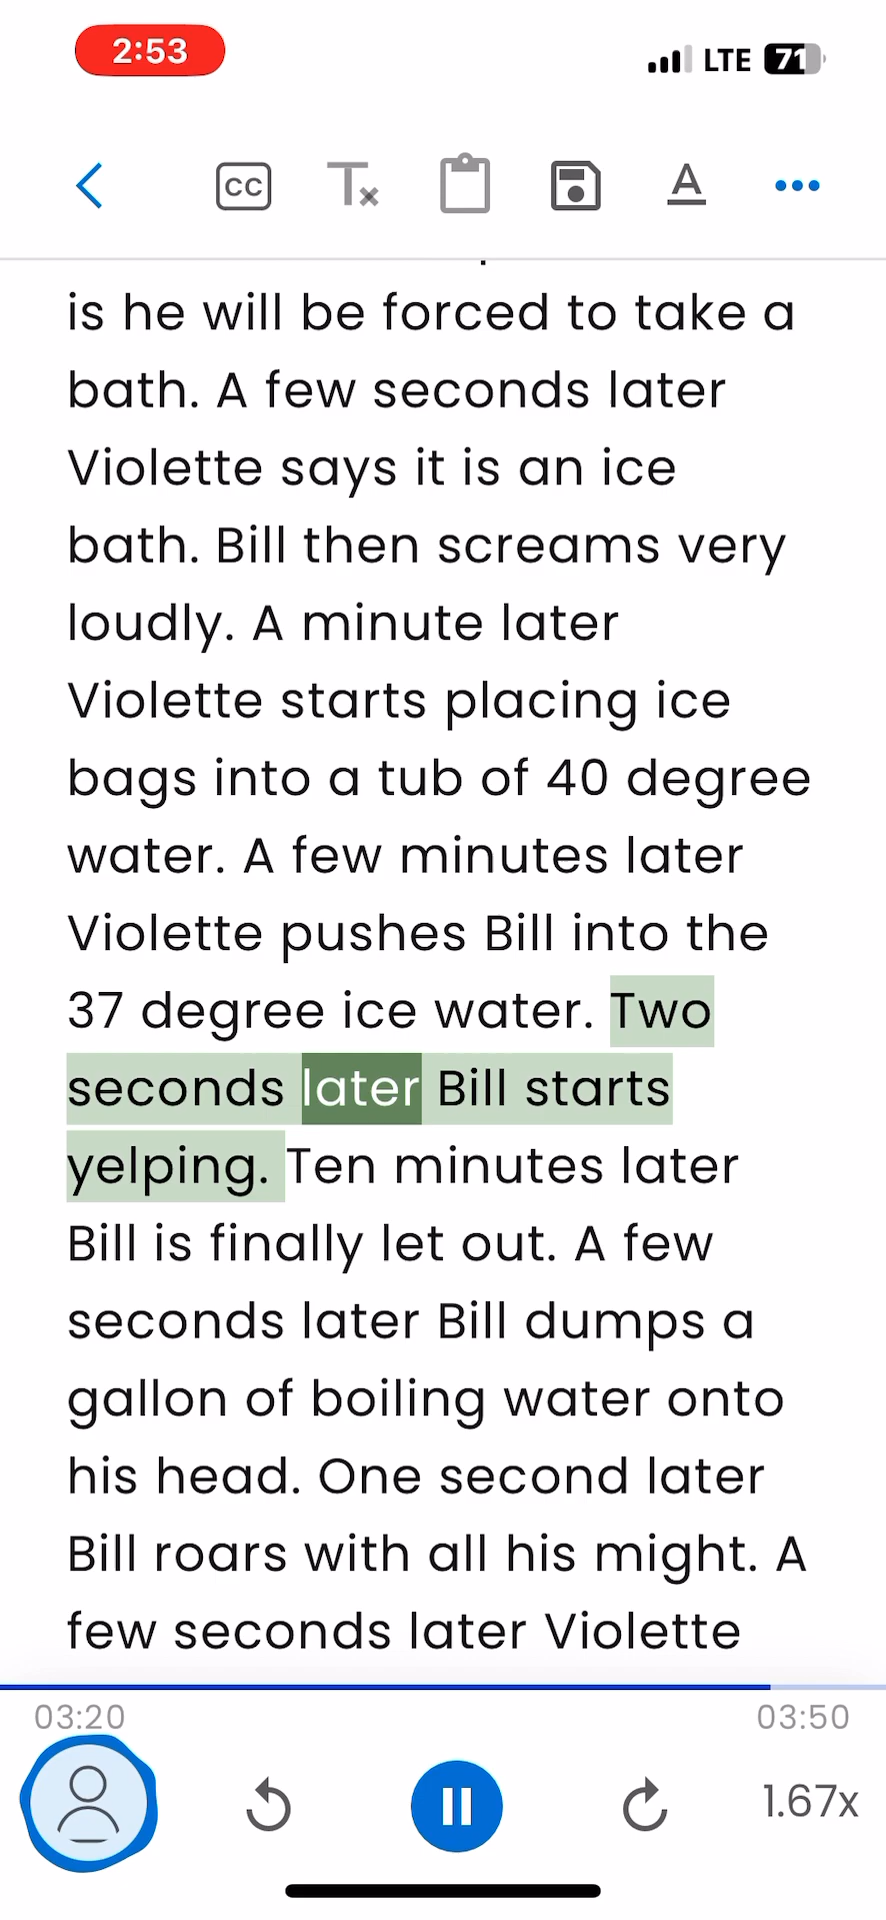 2:53
LTE 71
CC
is he will be forced to take a
bath. A few seconds later
Violette says it is an ice
bath. Bill then screams very
loudly. A minute later
Violette starts placing ice
bags into a tub of 40 degree
water. A few minutes later
Violette pushes Bill into the
37 degree ice water. Two
seconds later Bill starts
yelping. Ten minutes later
Bill is finally let out. A few
seconds later Bill dumps a
gallon of boiling water onto
his head. One second later
Bill roars with all his might. A
few seconds later Violette
03:20 03:50
1.67x